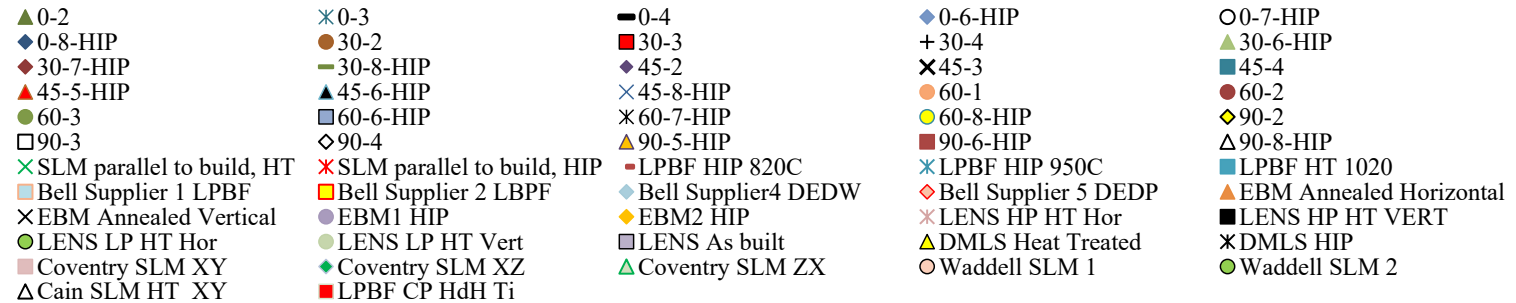 0-2 0-3 0-4 0-6-HIP 0-7-HIP
0-8-HIP 30-2 30-3 30-4 30-6-HIP
30-7-HIP 30-8-HIP 45-2 45-3 45-4
45-5-HIP 45-6-HIP 45-8-HIP 60-1 60-2
60-3 60-6-HIP 60-7-HIP 60-8-HIP 90-2
90-3 90-4 90-5-HIP 90-6-HIP 90-8-HIP
SLM parallel to build, HT SLM parallel to build, HIP LPBF HIP 820C LPBF HIP 950C LPBF HT 1020
Bell Supplier 1 LPBF Bell Supplier 2 LBPF Bell Supplier4 DEDW Bell Supplier 5 DEDP EBM Annealed Horizontal
EBM Annealed Vertical EBM1 HIP EBM2 HIP LENS HP HT Hor LENS HP HT VERT
LENS LP HT Hor LENS LP HT Vert LENS As built DMLS Heat Treated DMLS HIP
Coventry SLM XY Coventry SLM XZ Coventry SLM ZX Waddell SLM 1 Waddell SLM 2
Cain SLM HT XY LPBF CP HdH Ti